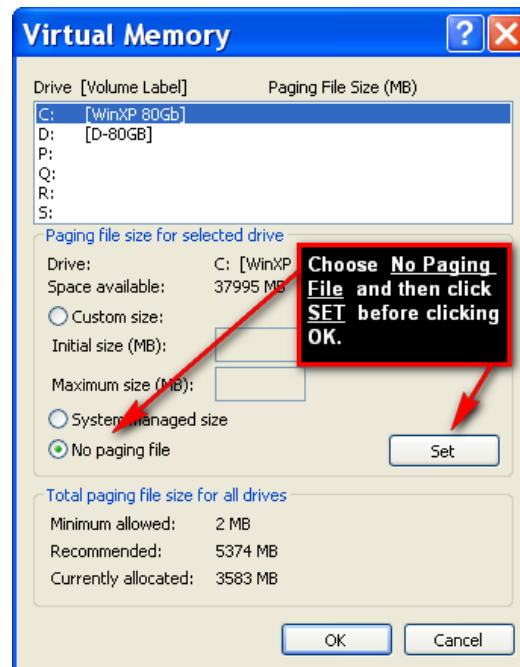 Virtual Memory
Drive [Volume Label] Paging File Size (MB)
C: [WinXP 80Gb]
D: [D-80GB]
P:
Q:
R:
S:
Paging file size for selected drive
Drive: C: [WinXP
Space available: 37995 MB
Custom size:
Initial size (MB):
Maximum size (MB):
System managed size
No paging file
Set
Choose No Paging
File and then click
SET before clicking
OK.
Total paging file size for all drives
Minimum allowed: 2 MB
Recommended: 5374 MB
Currently allocated: 3583 MB
OK Cancel